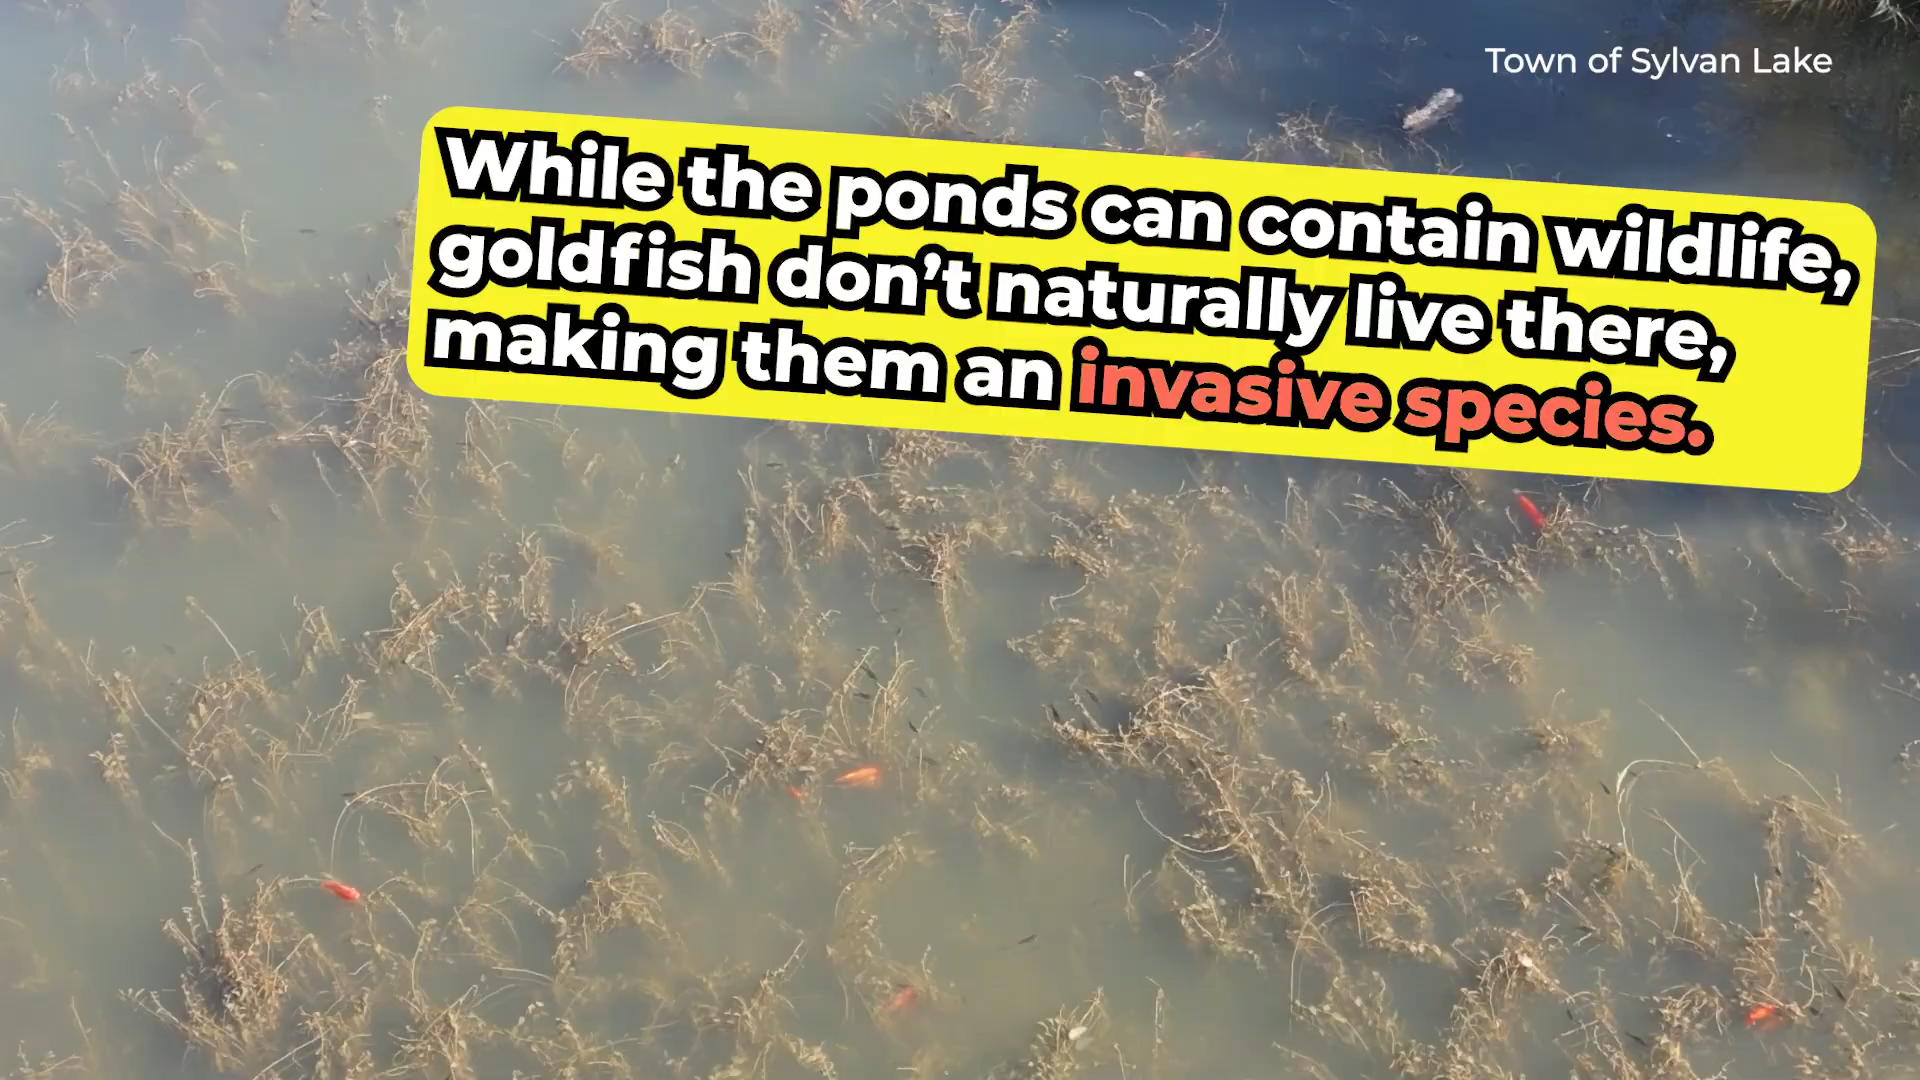 Town of Sylvan Lake
While the ponds can contain wildlife,
goldfish don’t naturally live there,
making them an invasive species.